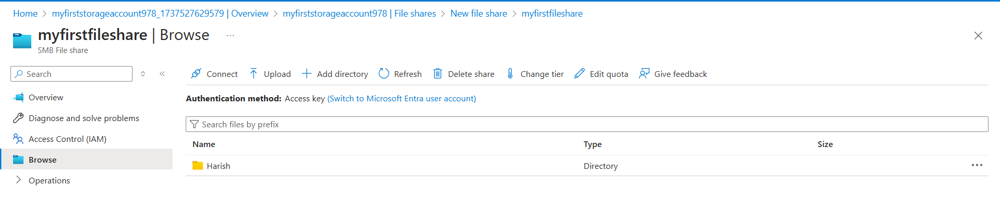 Home > myfirststorageaccount978_1737527629579 | Overview > myfirststorageaccount978 | File shares > New file share > myfirstfileshare
myfirstfileshare | Browse ...
SMB File share
Search
Connect Upload Add directory Refresh Delete share Change tier Edit quota Give feedback
Overview
Diagnose and solve problems
Access Control (IAM)
Browse
Operations
Authentication method: Access key (Switch to Microsoft Entra user account)
Search files by prefix
Name Type Size
Harish Directory